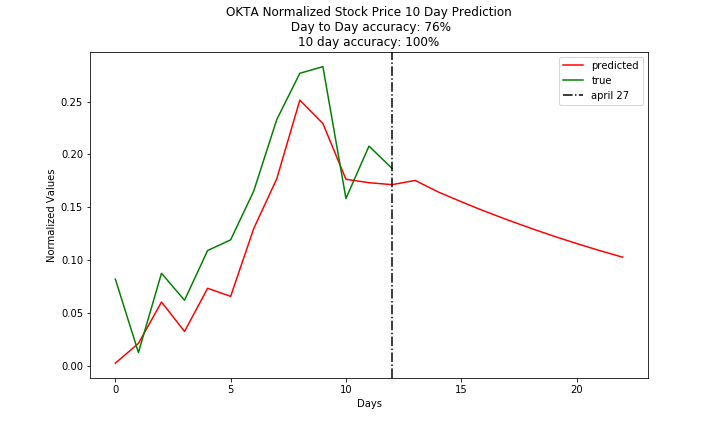 OKTA Normalized Stock Price 10 Day Prediction
Day to Day accuracy: 76%
10 day accuracy: 100%
predicted
true
april 27
Normalized Values
0.25
0.20
0.15
0.10
0.05
0.00
0 5 10 15 20
Days